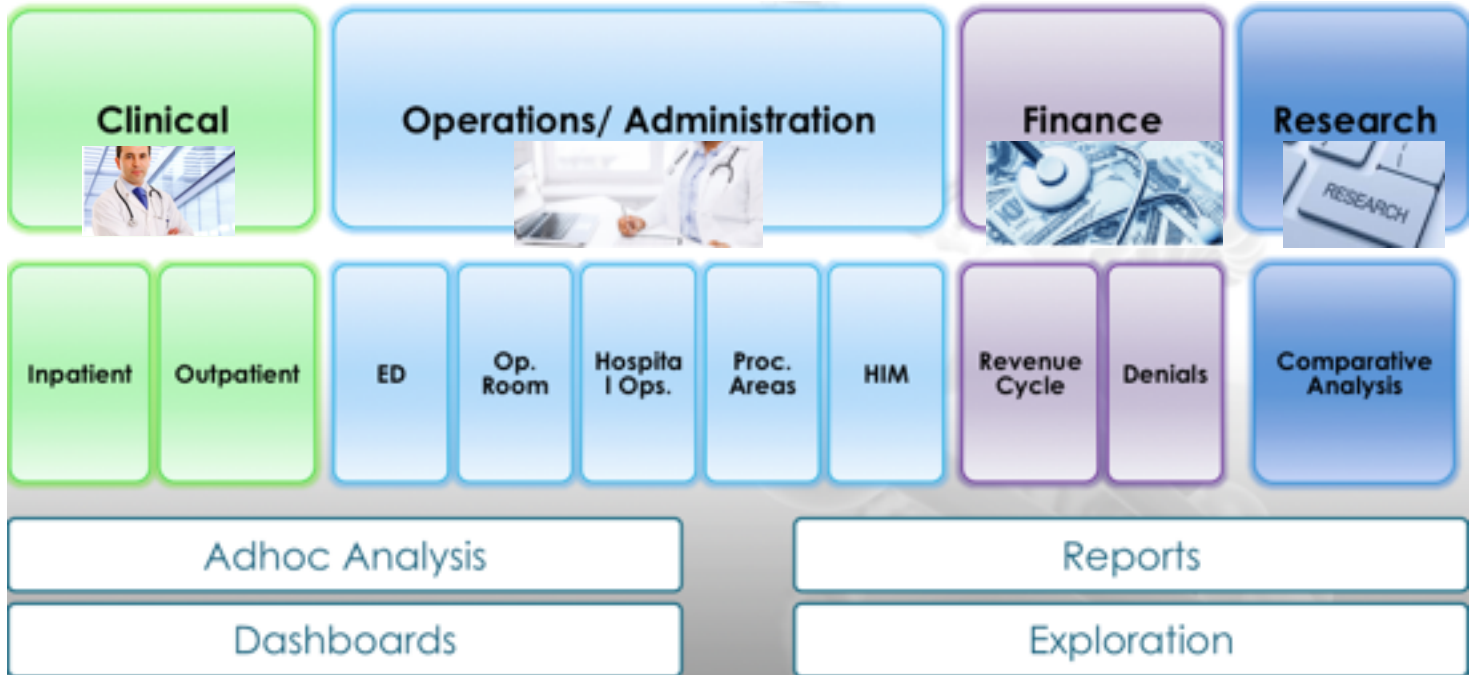 Clinical
Operations/ Administration
Finance
Research
RESEARCH
Inpatient
Outpatient
ED
Op.
Room
Hospita
l Ops.
Proc.
Areas
HIM
Revenue
Cycle
Denials
Comparative
Analysis
Adhoc Analysis
Reports
Dashboards
Exploration